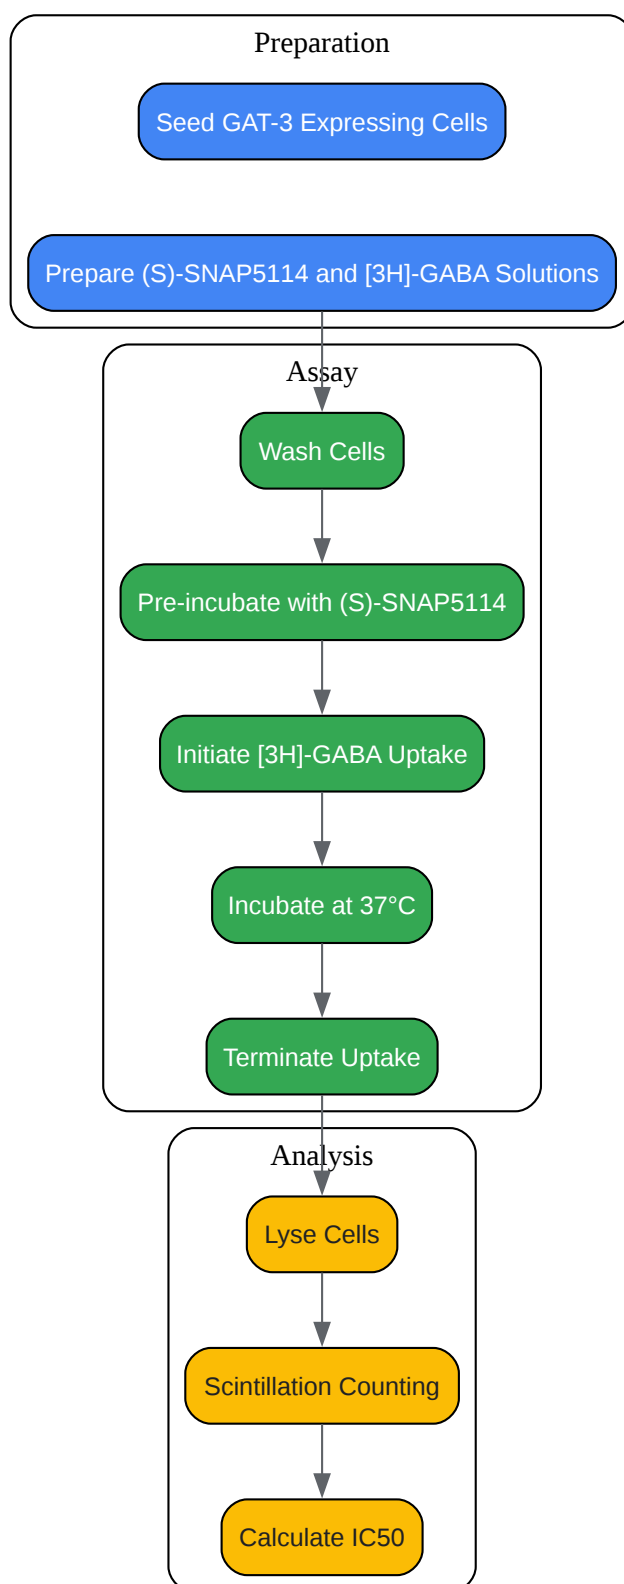 Preparation
Seed GAT-3 Expressing Cells
Prepare (S)-SNAP5114 and [3H]-GABA Solutions
Assay
Wash Cells
Pre-incubate with (S)-SNAP5114
Initiate [3H]-GABA Uptake
Incubate at 37°C
Terminate Uptake
Analysis
Lyse Cells
Scintillation Counting
Calculate IC50